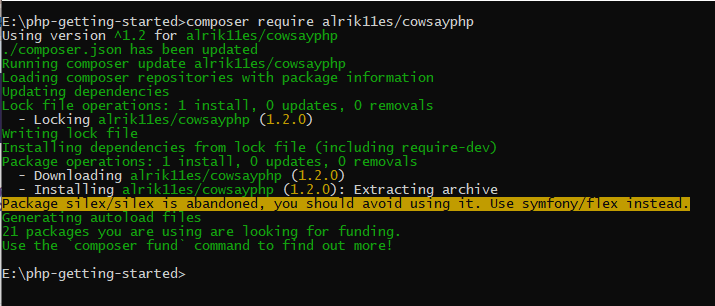 E:\php-getting-started>composer require alrik11es/cowsayphp
Using version ^1.2 for alrik11es/cowsayphp
./composer.json has been updated
Running composer update alrik11es/cowsayphp
Loading composer repositories with package information
Updating dependencies
Lock file operations: 1 install, 0 updates, 0 removals
  - Locking alrik11es/cowsayphp (1.2.0)
Writing lock file
Installing dependencies from lock file (including require-dev)
Package operations: 1 install, 0 updates, 0 removals
  - Downloading alrik11es/cowsayphp (1.2.0)
  - Installing alrik11es/cowsayphp (1.2.0): Extracting archive
Package silex/silex is abandoned, you should avoid using it. Use symfony/flex instead.
Generating autoload files
21 packages you are using are looking for funding.
Use the `composer fund` command to find out more!
E:\php-getting-started>